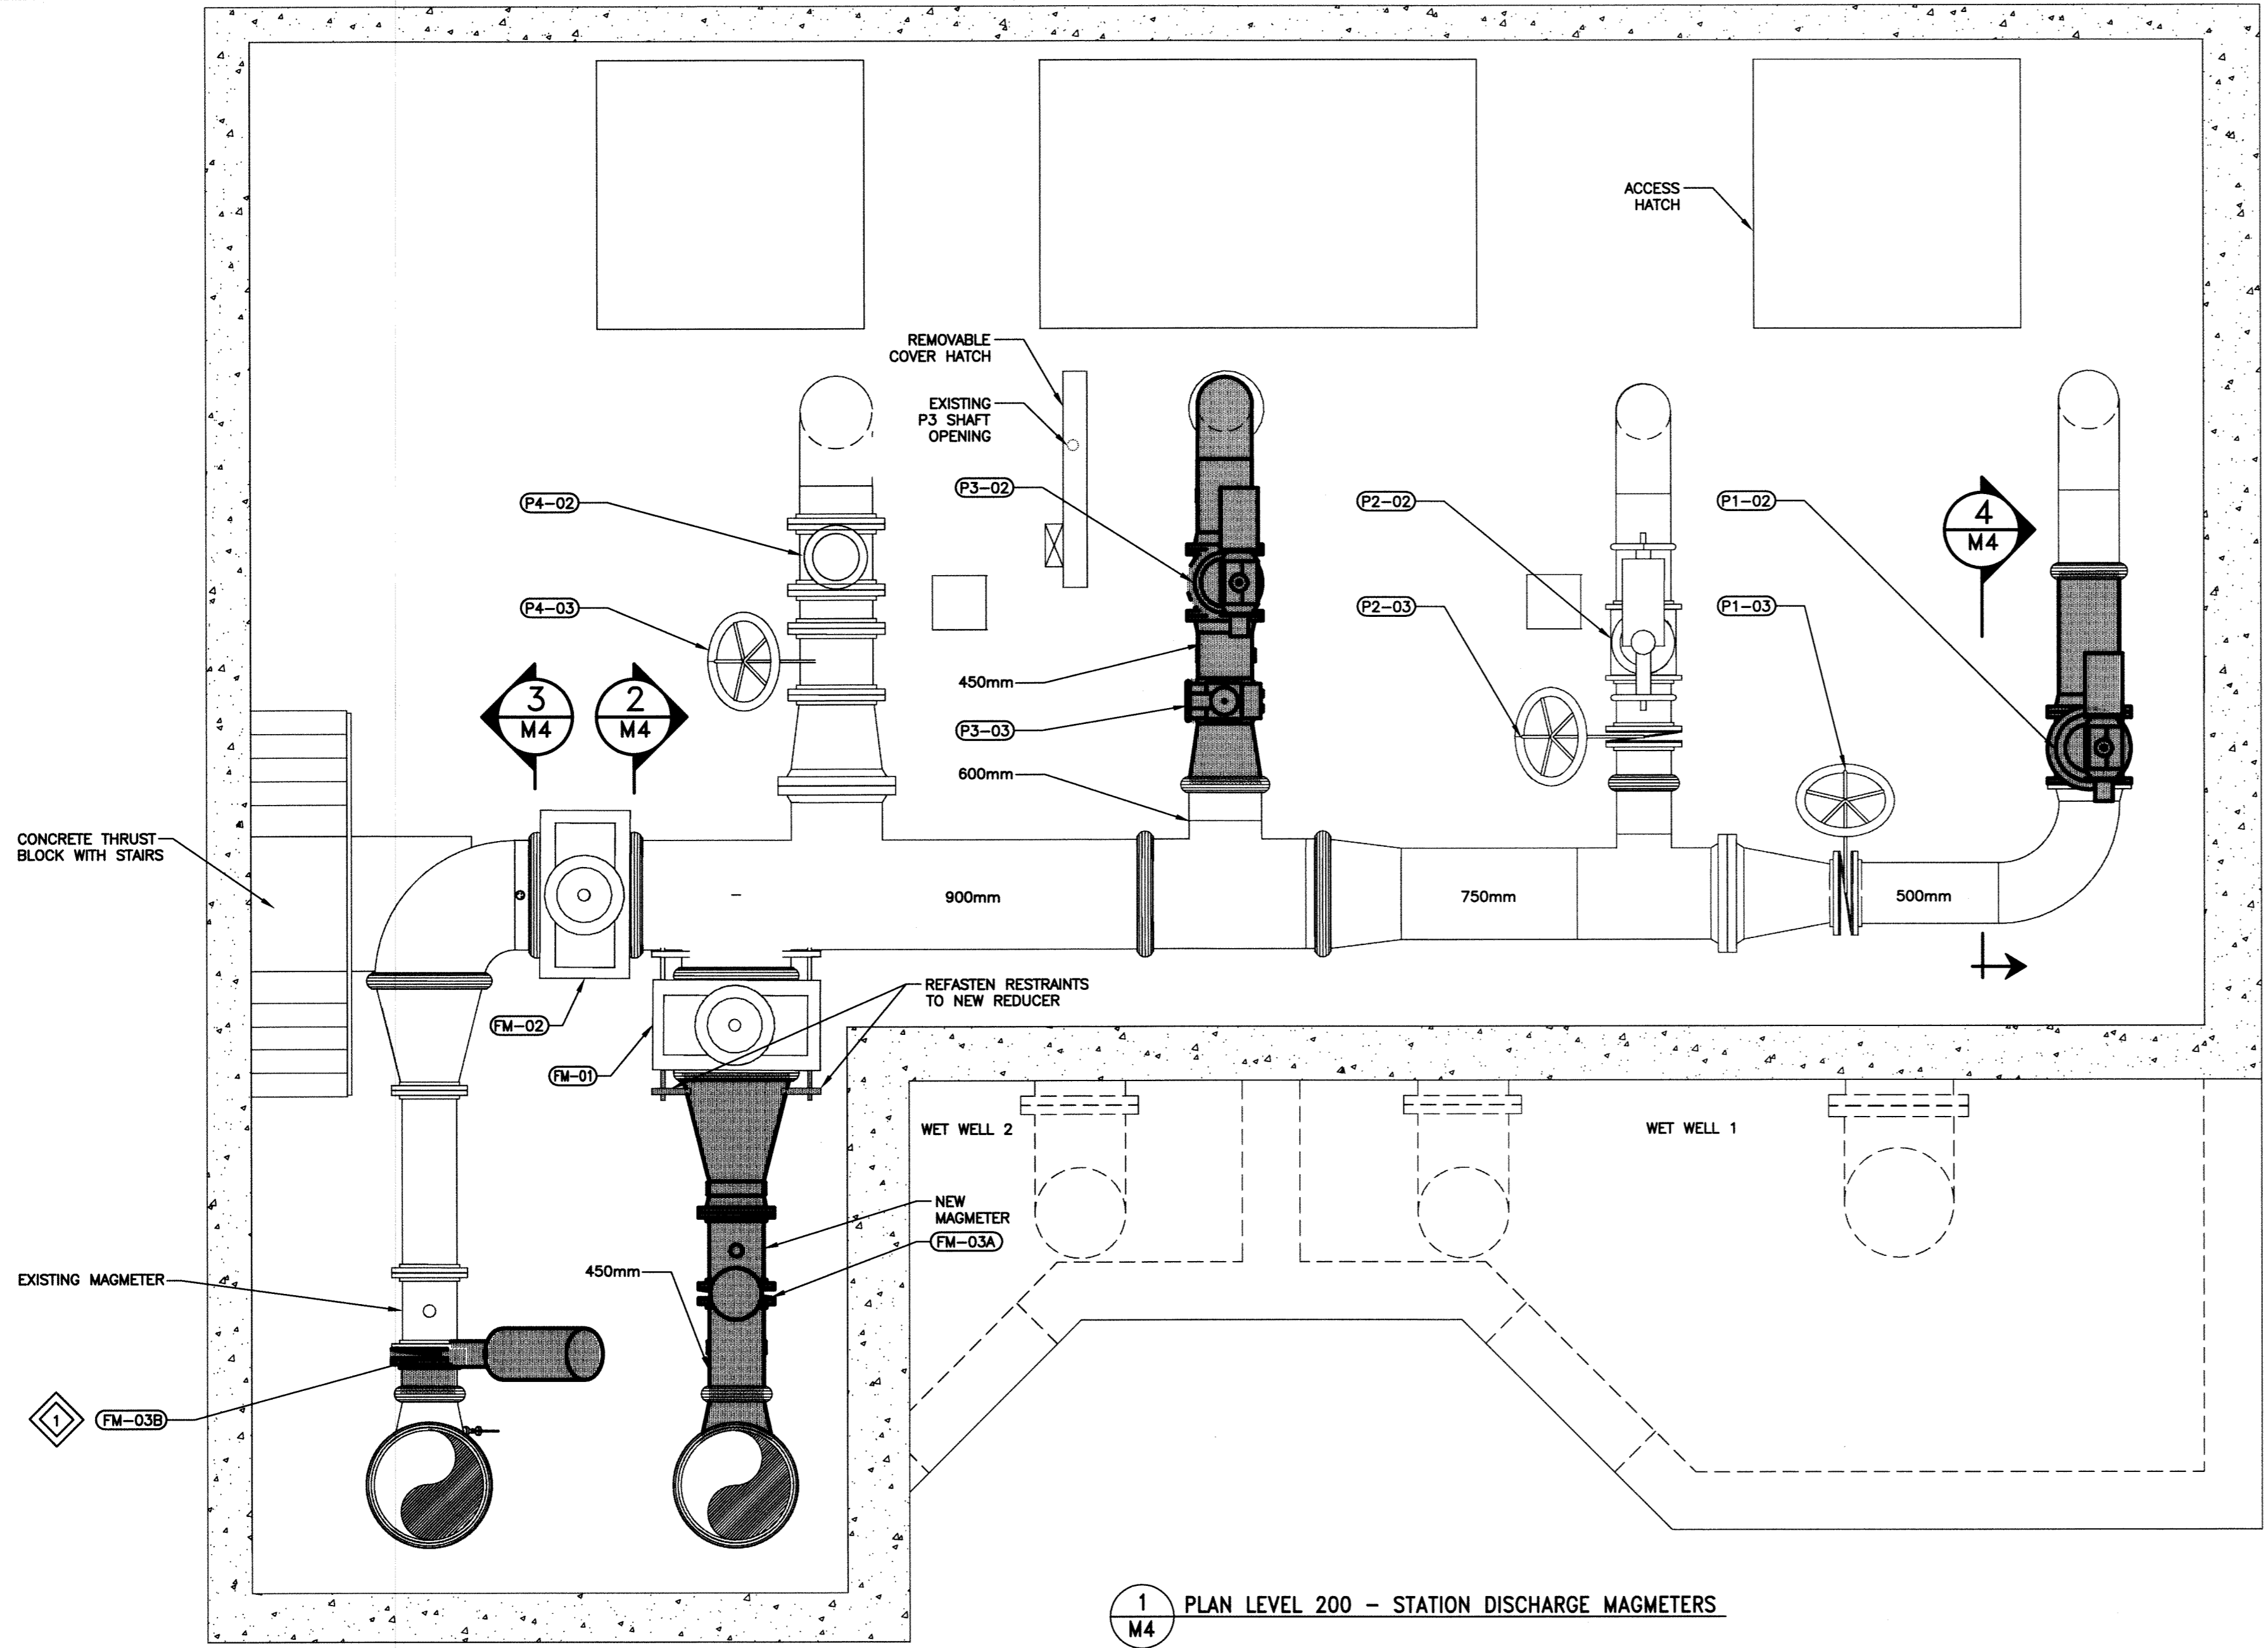 ACCESS
HATCH
REMOVABLE
COVER HATCH
EXISTING
P3 SHAFT
OPENING
P4-02
P3-02
P2-02
P1-02
4
M4
P4-03
P2-03
P1-03
450mm
3
M4
2
M4
P3-03
600mm
CONCRETE THRUST
BLOCK WITH STAIRS
900mm
750mm
500mm
REFASTEN RESTRAINTS
TO NEW REDUCER
FM-02
FM-01
WET WELL 2
WET WELL 1
NEW
MAGMETER
FM-03A
EXISTING MAGMETER
450mm
1
FM-03B
1
M4
PLAN LEVEL 200 - STATION DISCHARGE MAGMETERS